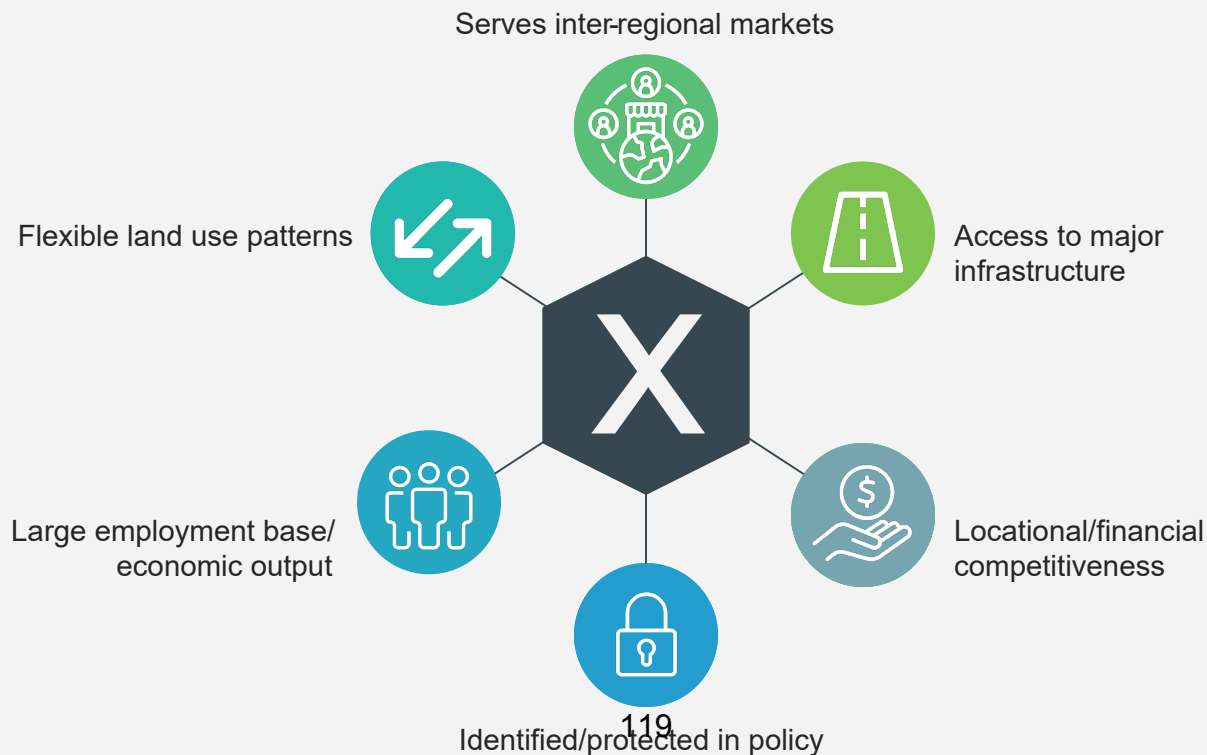 Serves inter-regional markets
Flexible land use patterns
Access to major
infrastructure
X
$
Large employment base/
economic output
Locational/financial
competitiveness
119
Identified/protected in policy